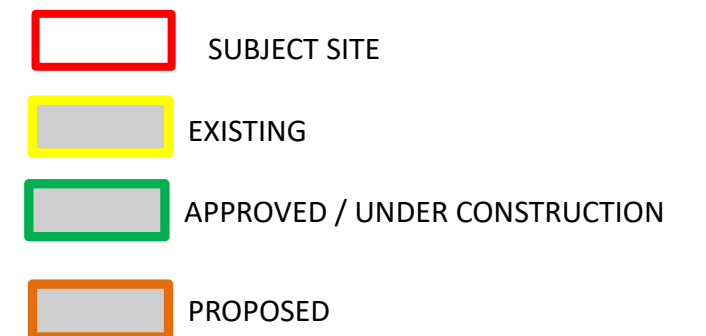 SUBJECT SITE
EXISTING
APPROVED / UNDER CONSTRUCTION
PROPOSED